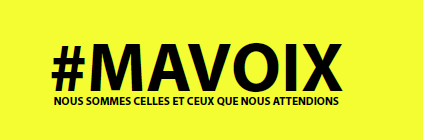 #MAVOIX
NOUS SOMMES CELLES ET CEUX QUE NOUS ATTENDIONS